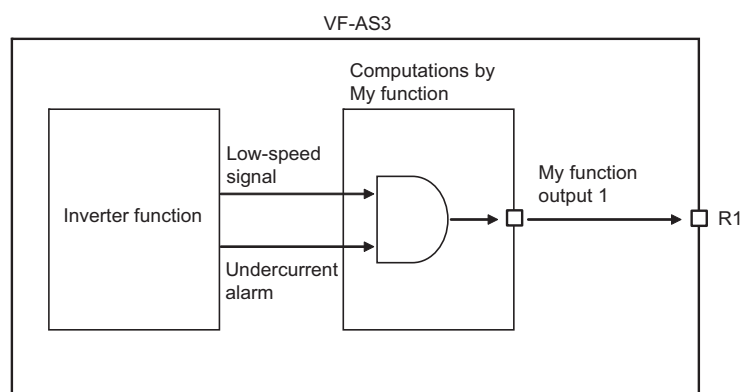 VF-AS3
Computations by
My function
Low-speed
signal
My function
output 1
Inverter function
R1
Undercurrent
alarm